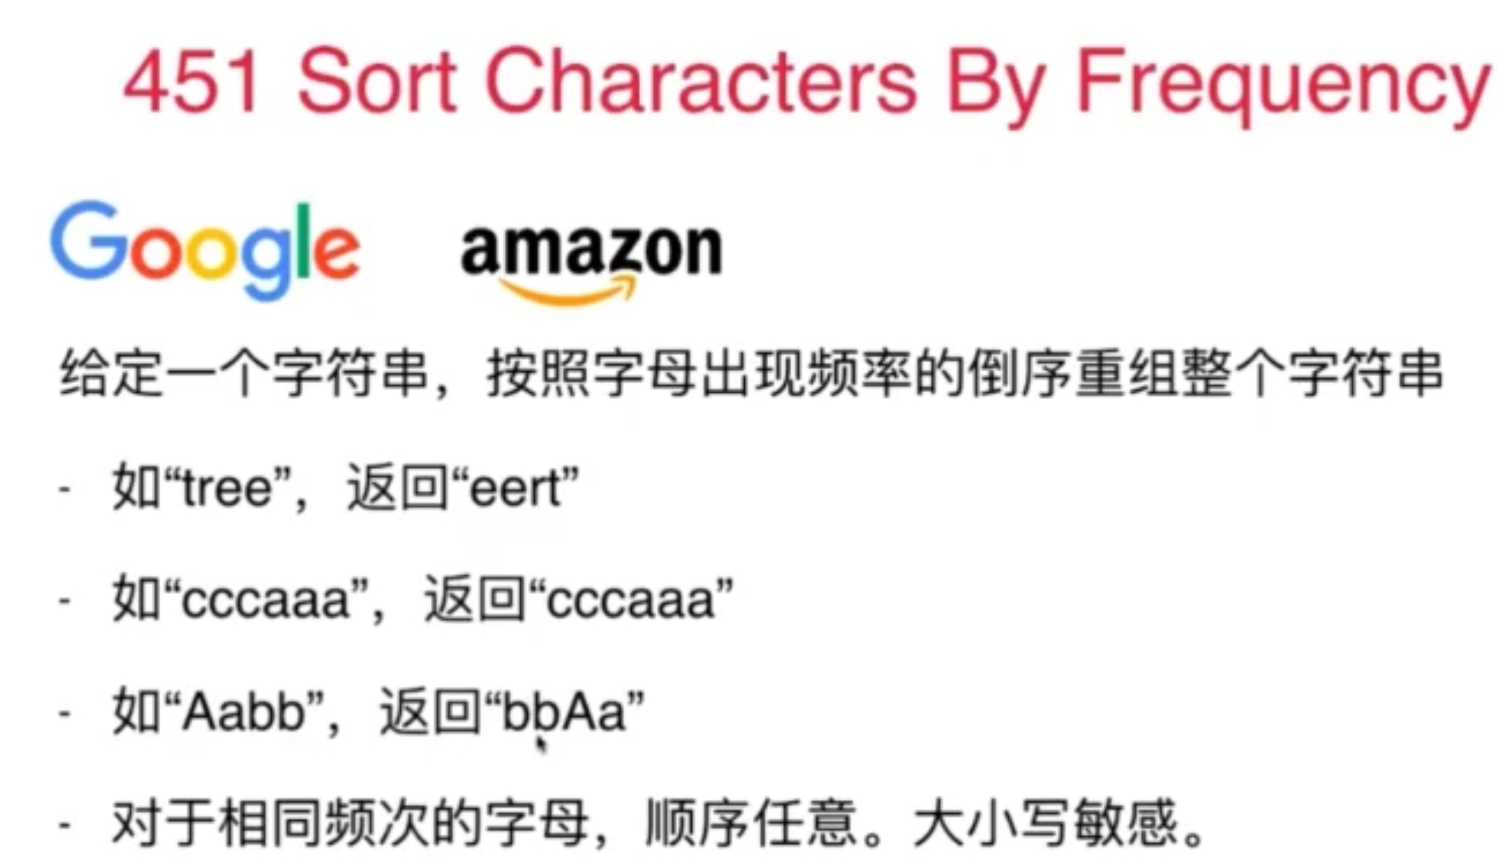 451 Sort Characters By Frequency
Google amazon
给定一个字符串，按照字母出现频率的倒序重组整个字符串
- 如“tree”，返回“eert”
- 如“cccaaa”，返回“cccaaa”
- 如“Aabb”，返回“bbAa”
- 对于相同频次的字母，顺序任意。大小写敏感。